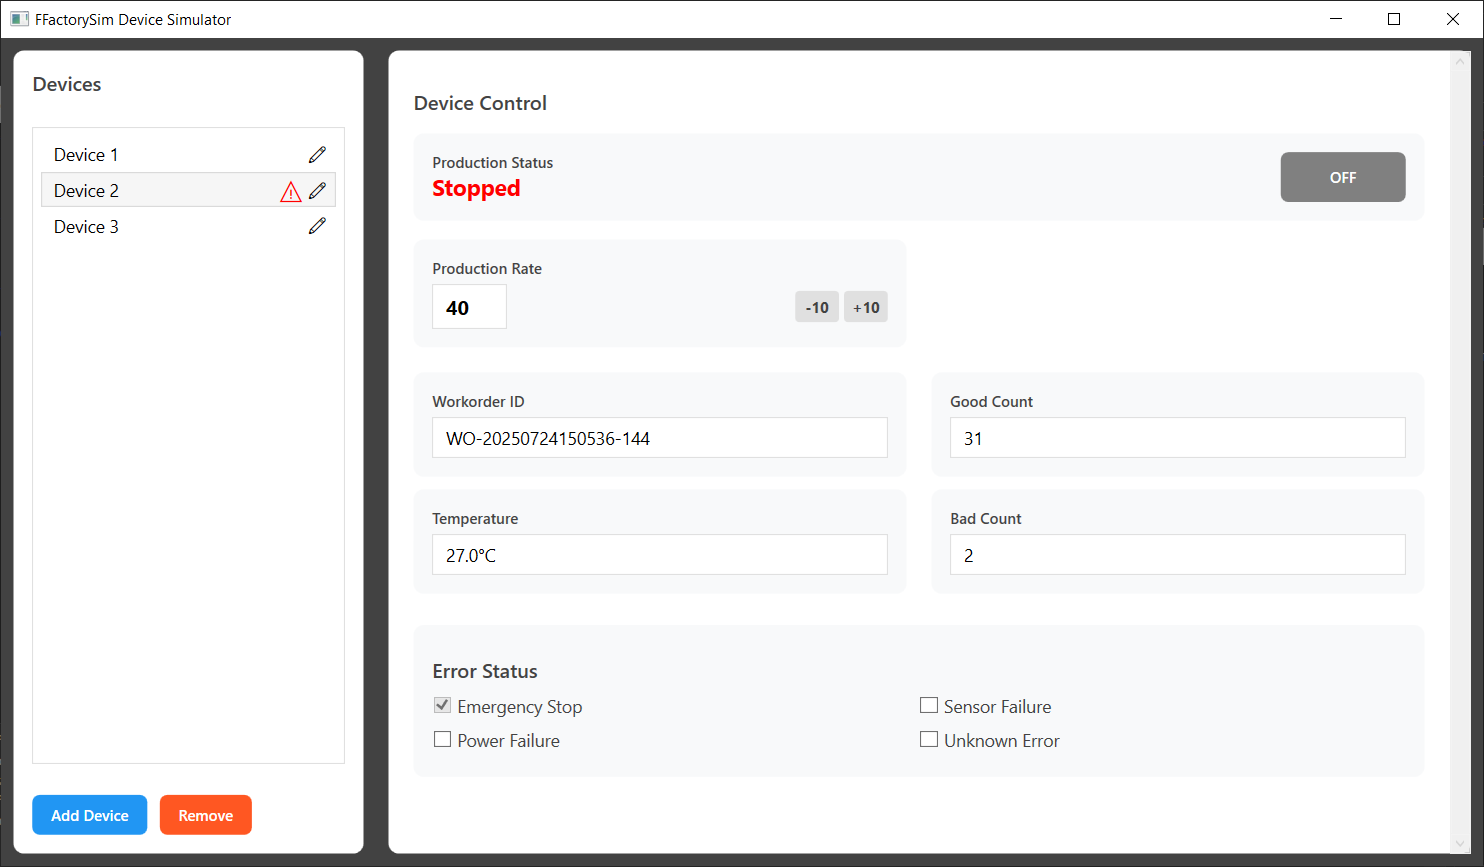 FFactorySim Device Simulator
Devices
Device 1
Device 2
Device 3
Add Device
Remove
Device Control
Production Status
Stopped
OFF
Production Rate
40
-10
+10
Workorder ID
WO-20250724150536-144
Good Count
31
Temperature
27.0°C
Bad Count
2
Error Status
Emergency Stop
Sensor Failure
Power Failure
Unknown Error